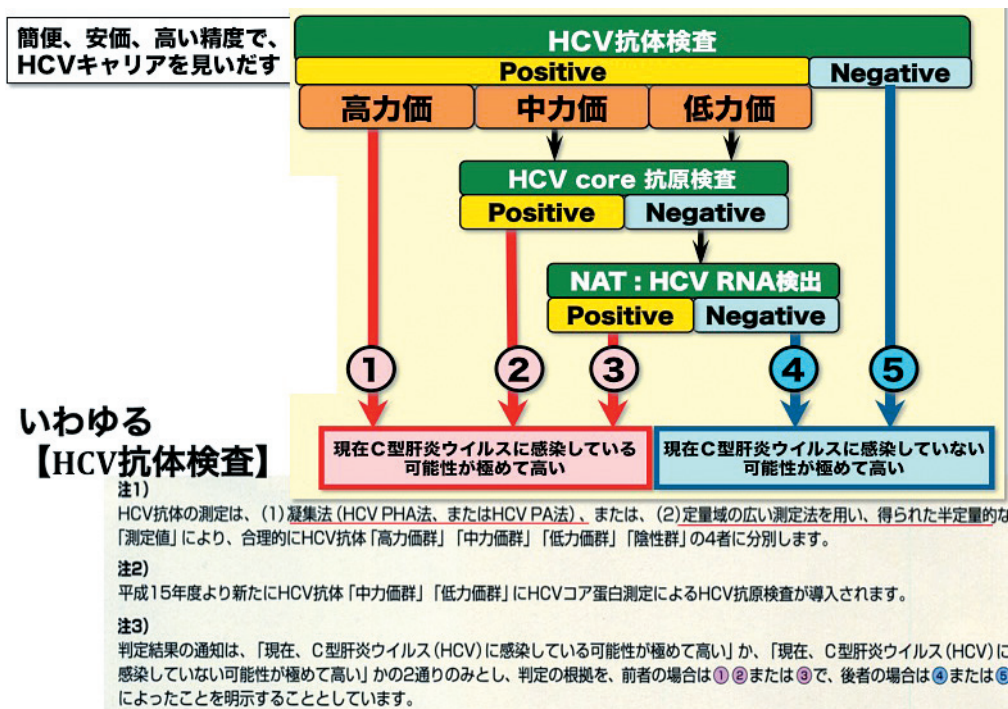 簡便、安価、高い精度で、
HCVキャリアを見いだす
HCV抗体検査
Positive
Negative
高力価
中力価
低力価
HCV core 抗原検査
Positive
Negative
NAT : HCV RNA検出
Positive
Negative
①
②
③
④
⑤
いわゆる
【HCV抗体検査】
現在C型肝炎ウイルスに感染している
可能性が極めて高い
現在C型肝炎ウイルスに感染していない
可能性が極めて高い
注1)
HCV抗体の測定は、(1)凝集法(HCV PHA法、またはHCV PA法)、または、(2)定量域の広い測定法を用い、得られた半定量的な
「測定値」により、合理的にHCV抗体「高力価群」「中力価群」「低力価群」「陰性群」の4者に分別します。
注2)
平成15年度より新たにHCV抗体「中力価群」「低力価群」にHCVコア蛋白測定によるHCV抗原検査が導入されます。
注3)
判定結果の通知は、「現在、C型肝炎ウイルス(HCV)に感染している可能性が極めて高い」か、「現在、C型肝炎ウイルス(HCV)に
感染していない可能性が極めて高い」かの2通りのみとし、判定の根拠を、前者の場合は①②または③で、後者の場合は④または⑤
によったことを明示することとしています。